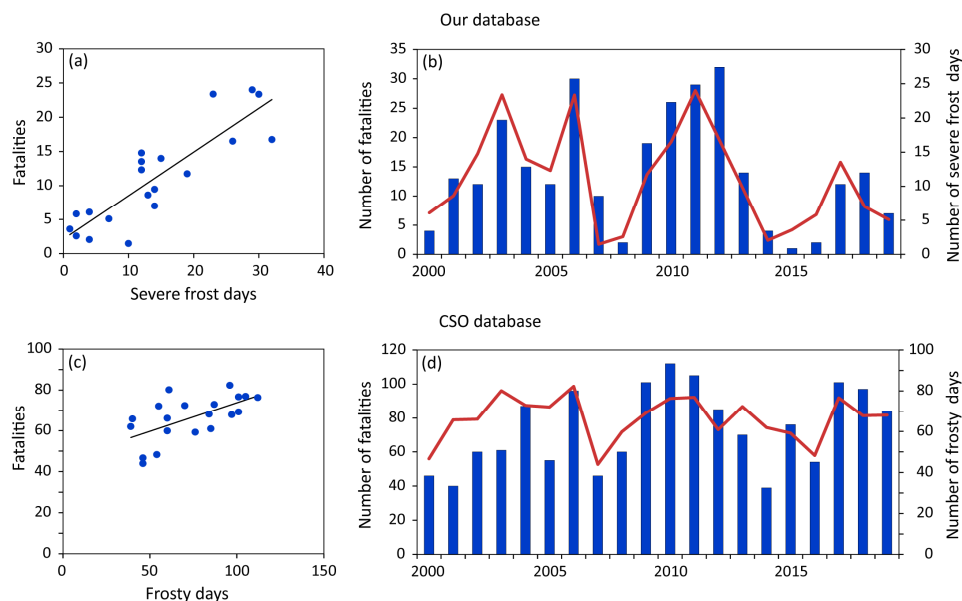 Our database
(a)
Fatalities
30
25
20
15
10
5
0
0 10 20 30 40
Severe frost days
(b)
Number of fatalities
35
30
25
20
15
10
5
0
2000 2005 2010 2015
30
25
20
15
10
5
0
Number of severe frost days
CSO database
(c)
Fatalities
100
80
60
40
20
0
0 50 100 150
Frosty days
(d)
Number of fatalities
120
100
80
60
40
20
0
2000 2005 2010 2015
100
80
60
40
20
0
Number of frosty days